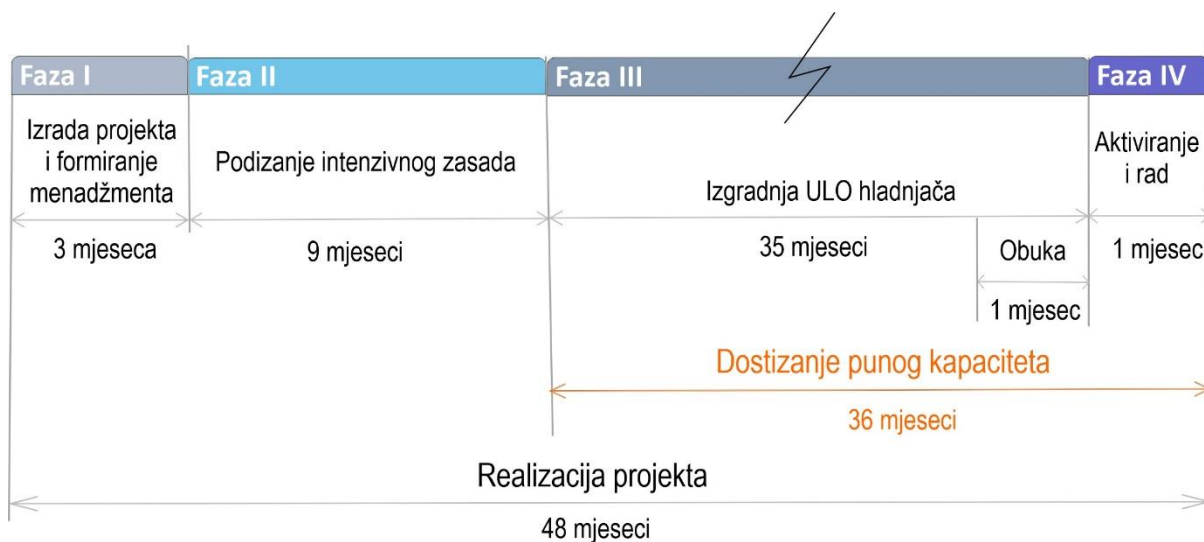 Faza I
Faza II
Faza III
Faza IV
Izrada projekta
i formiranje
menadžmenta
Podizanje intenzivnog zasada
Izgradnja ULO hladnjača
Aktiviranje
i rad
3 mjeseca
9 mjeseci
35 mjeseci
Obuka
1 mjesec
1 mjesec
Dostizanje punog kapaciteta
36 mjeseci
Realizacija projekta
48 mjeseci